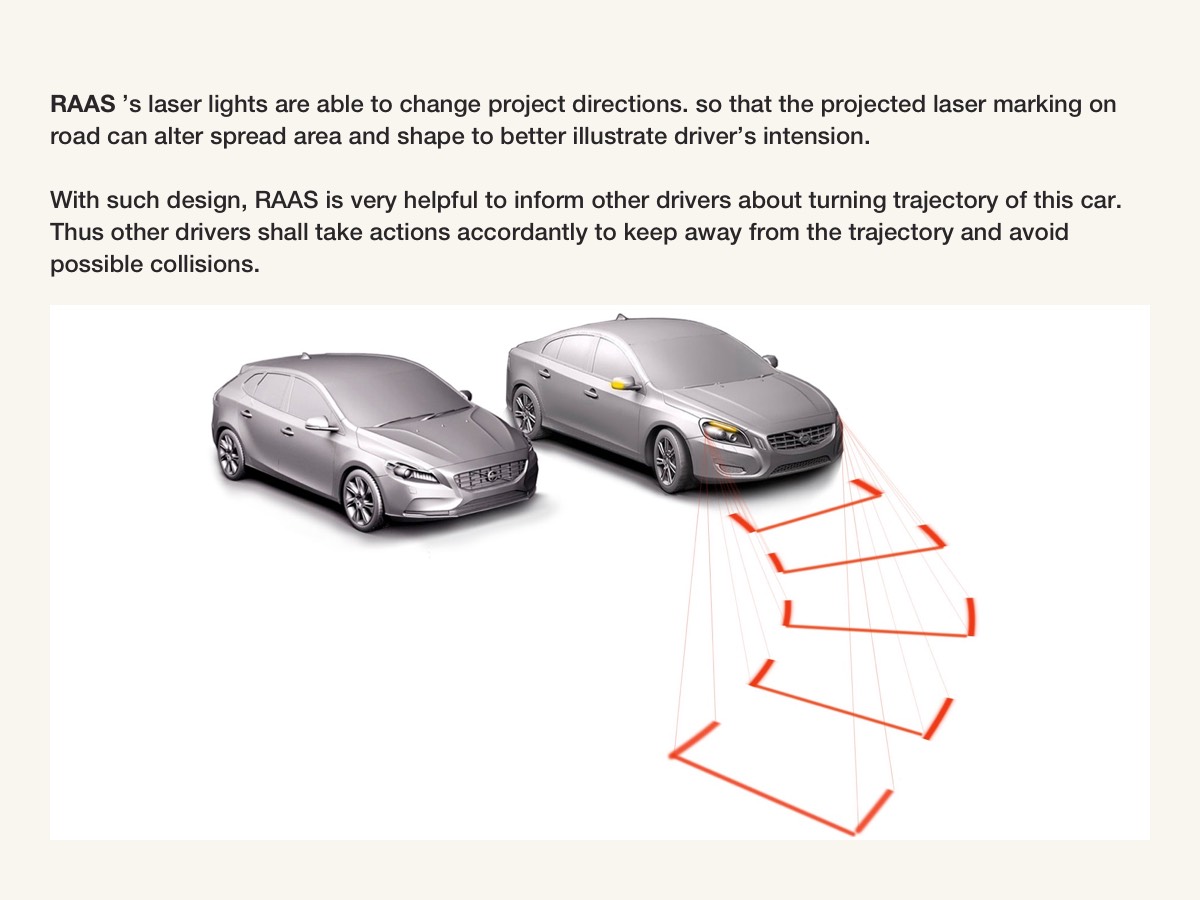 RAAS ’s laser lights are able to change project directions. so that the projected laser marking on
road can alter spread area and shape to better illustrate driver’s intension.
With such design, RAAS is very helpful to inform other drivers about turning trajectory of this car.
Thus other drivers shall take actions accordantly to keep away from the trajectory and avoid
possible collisions.